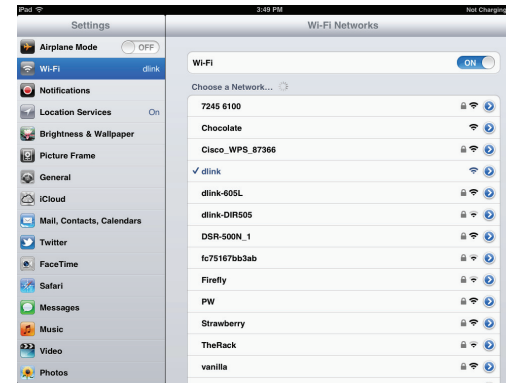 iPad 3:49 PM Not Charging
Settings
Airplane Mode OFF
Wi-Fi dlink
Notifications
Location Services On
Brightness & Wallpaper
Picture Frame
General
iCloud
Mail, Contacts, Calendars
Twitter
FaceTime
Safari
Messages
Music
Video
Photos
Wi-Fi Networks
Wi-Fi ON
Choose a Network...
7245 6100
Chocolate
Cisco_WPS_87366
dlink
dlink-605L
dlink-DIR505
DSR-500N_1
fc75167bb3ab
Firefly
PW
Strawberry
TheRack
vanilla